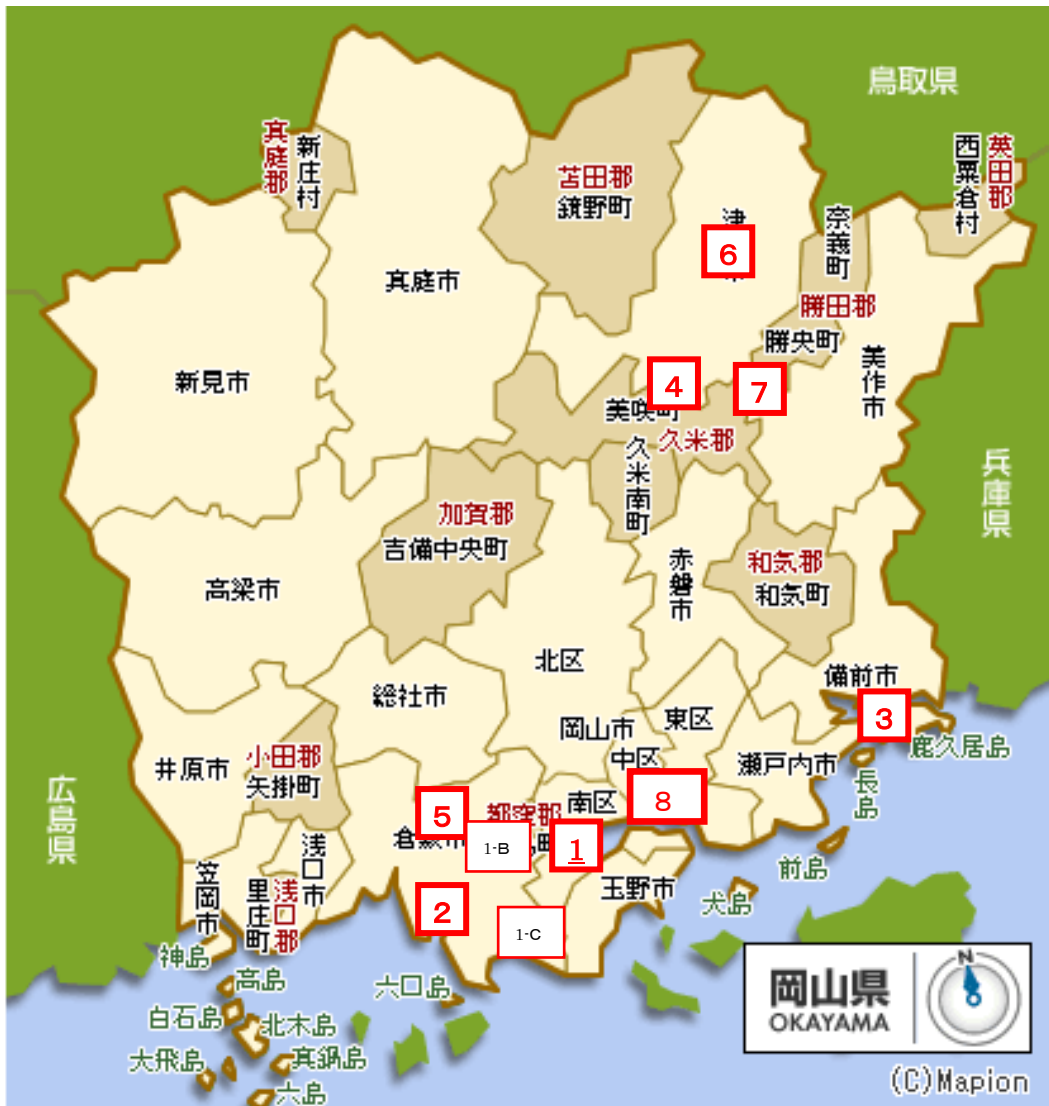 鳥取県
真庭郡
新庄村
苫田郡
鏡野町
西粟倉村
英田郡
津
6
奈義町
勝田郡
勝央町
真庭市
新見市
美作市
4
7
美咲町
久米郡
久米南町
兵庫県
加賀郡
吉備中央町
赤磐市
和気郡
和気町
高梁市
北区
備前市
総社市
岡山市
東区
中区
3
鹿久居島
井原市
小田郡
矢掛町
瀬戸内市
広島県
5
都窪郡
南区
8
長島
倉敷市
1-B
1
浅口市
笠岡市
里庄町
浅口郡
玉野市
前島
2
1-C
犬島
神島
高島
六口島
白石島
北木島
大飛島
真鍋島
六島
岡山県
OKAYAMA
N
(C)Mapion